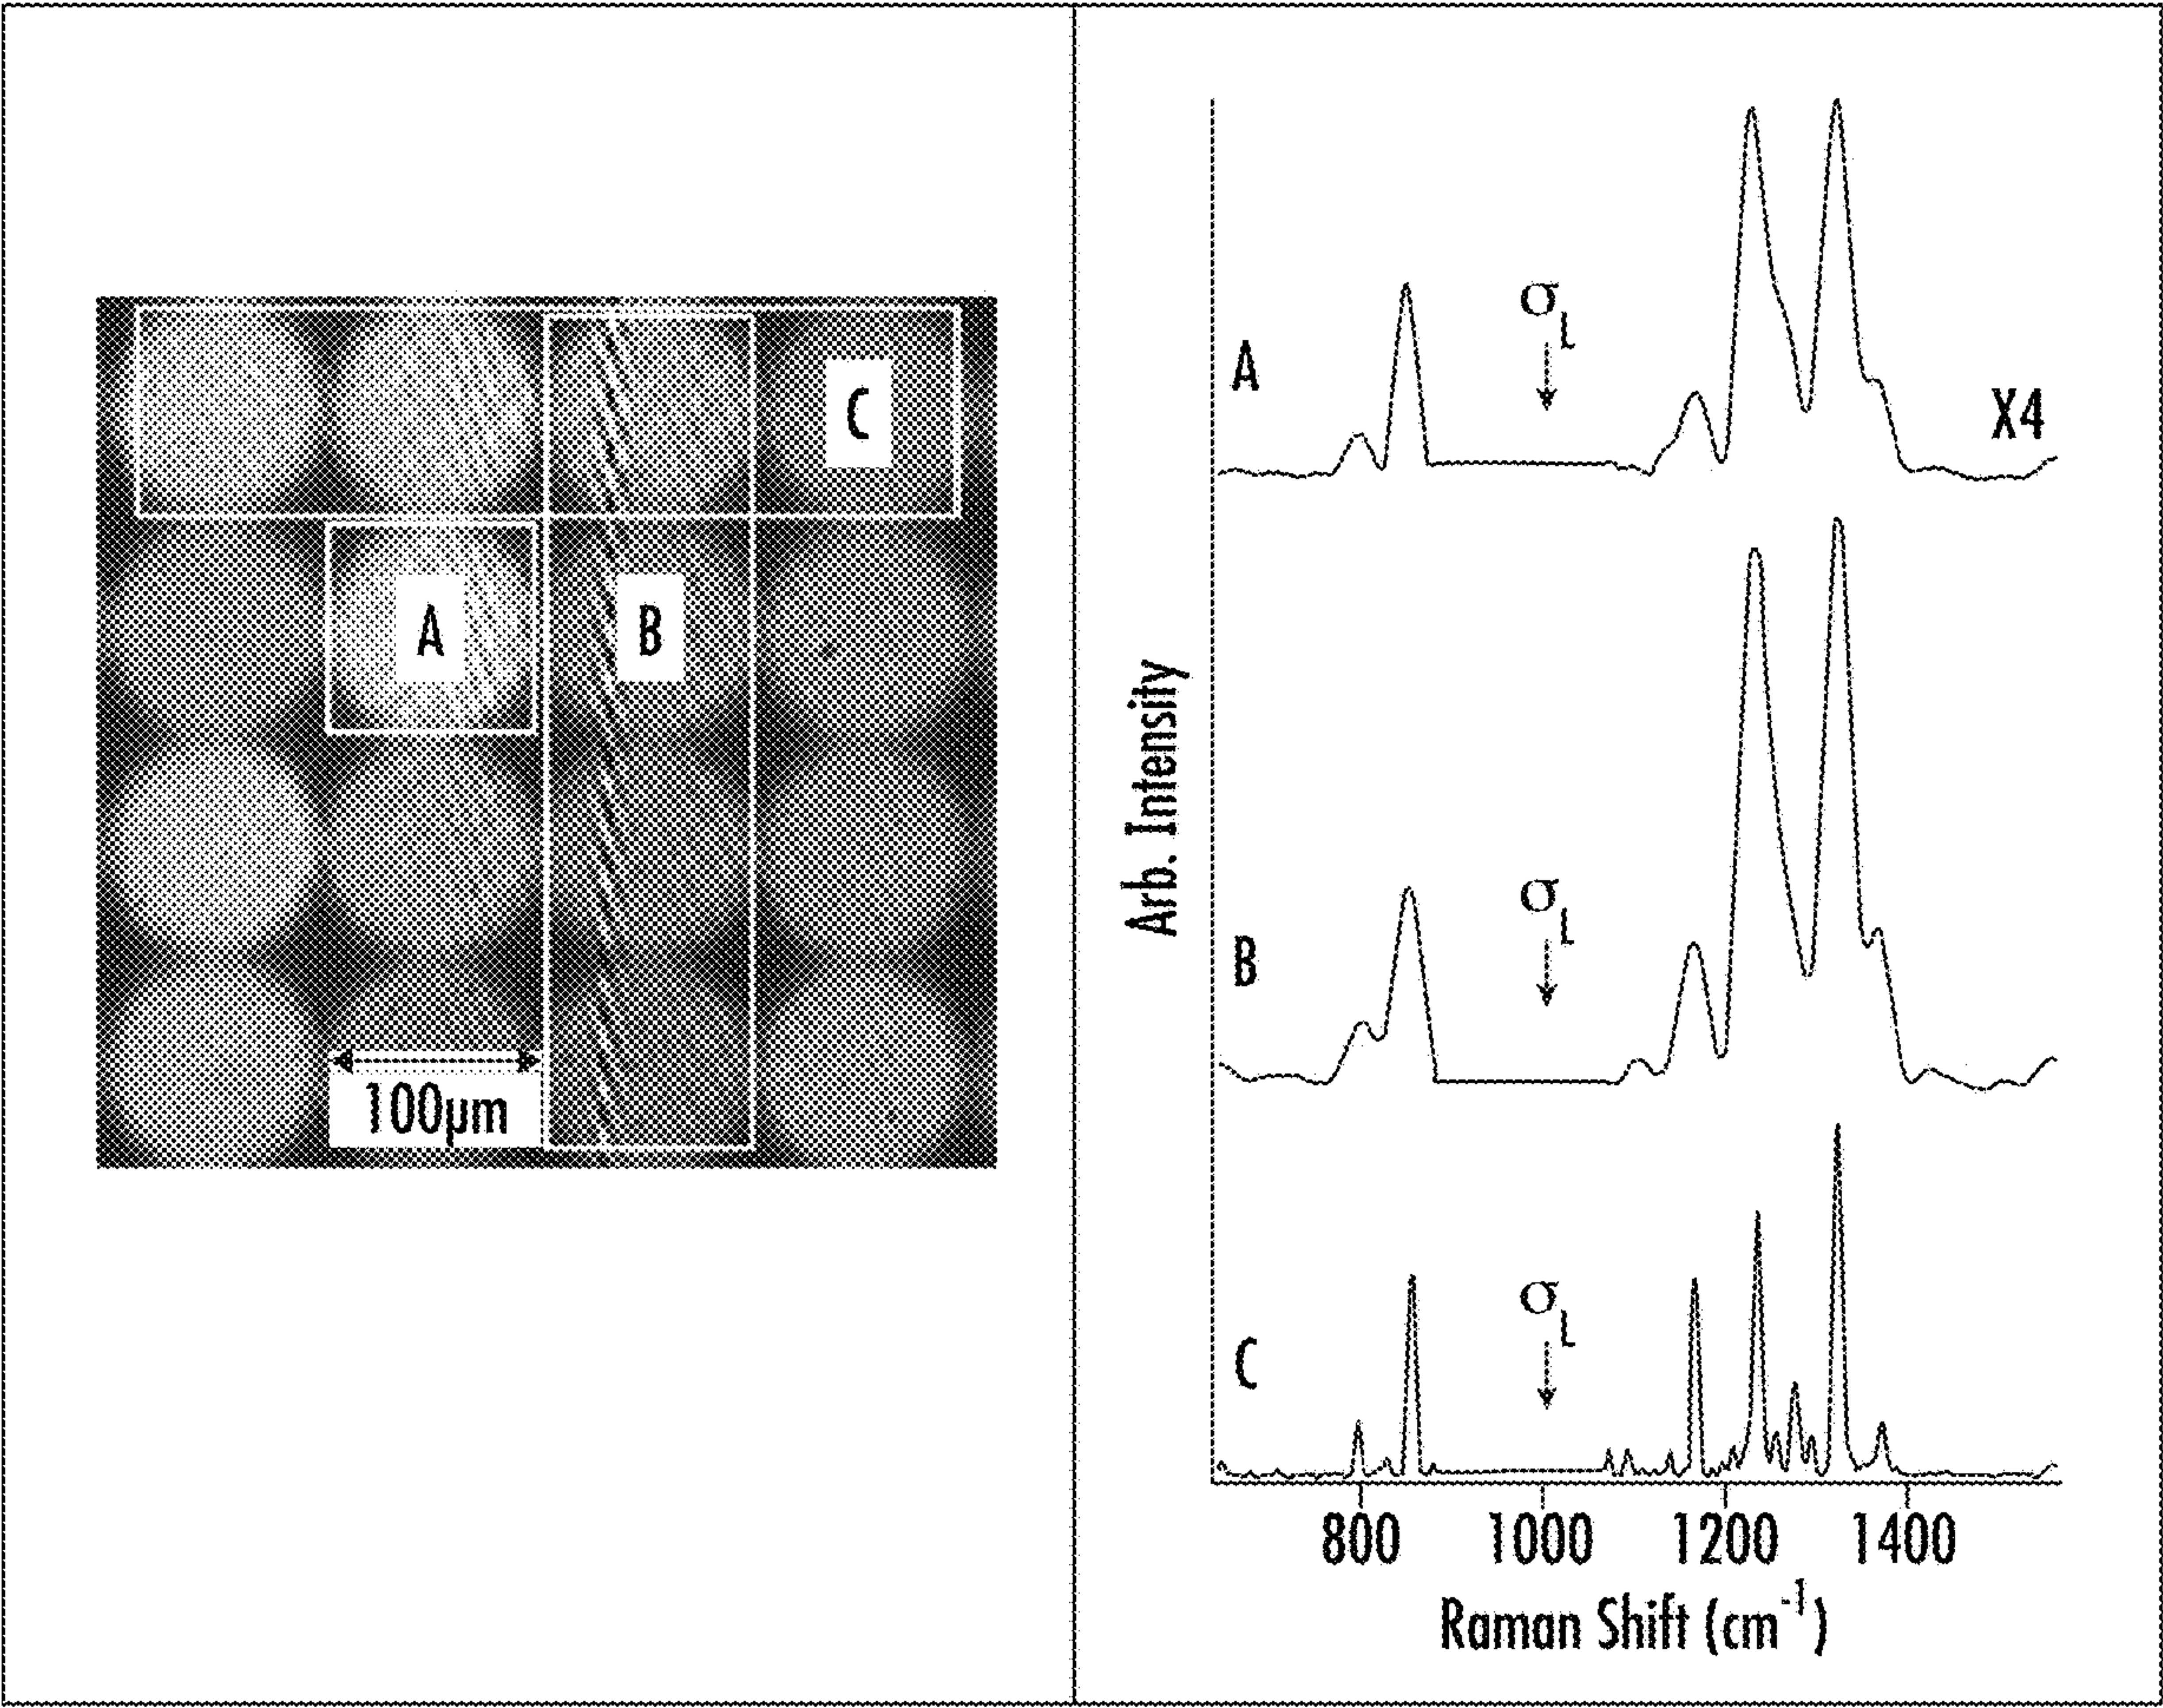 C
A
B
100µm
Arb. Intensity
A
σL
X4
B
σL
C
σL
800
1000
1200
1400
Raman Shift (cm-1)